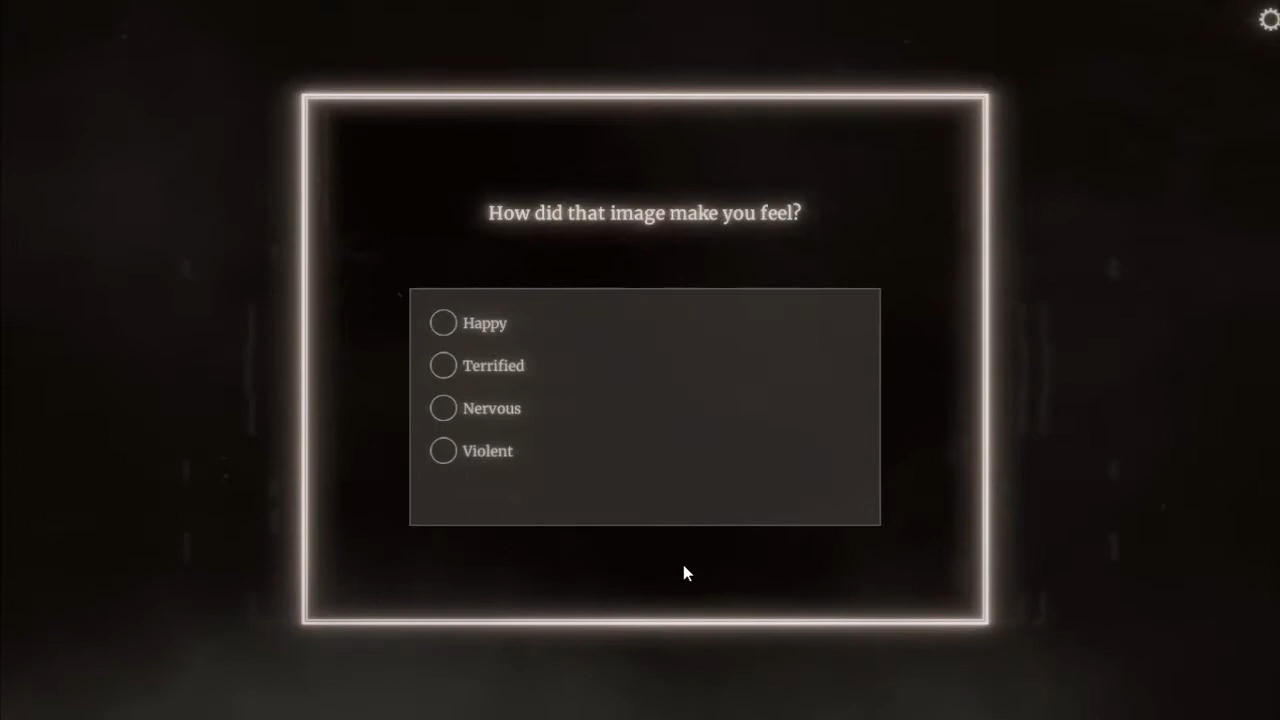 How did that image make you feel?
Happy
Terrified
Nervous
Violent